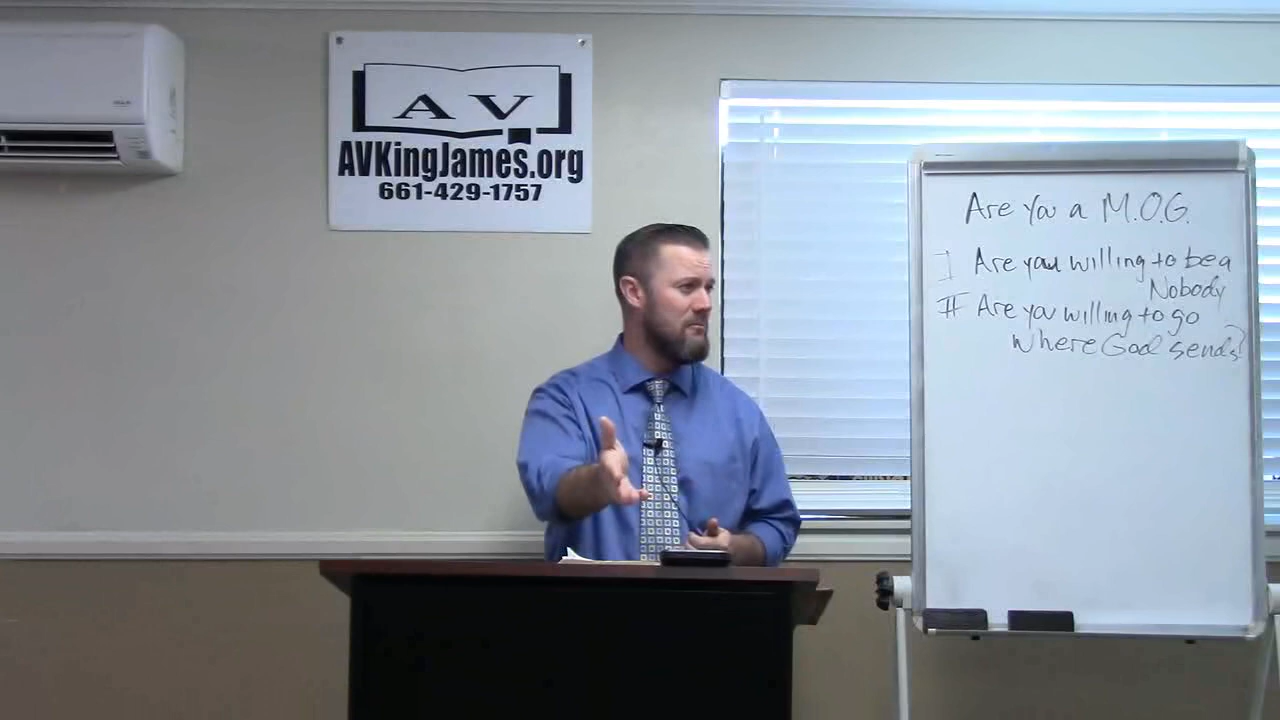 AV
AVKingJames.org
661-429-1757
Are You a M.O.G.
I Are you willing to be a
Nobody
II Are you willing to go
where God sends?